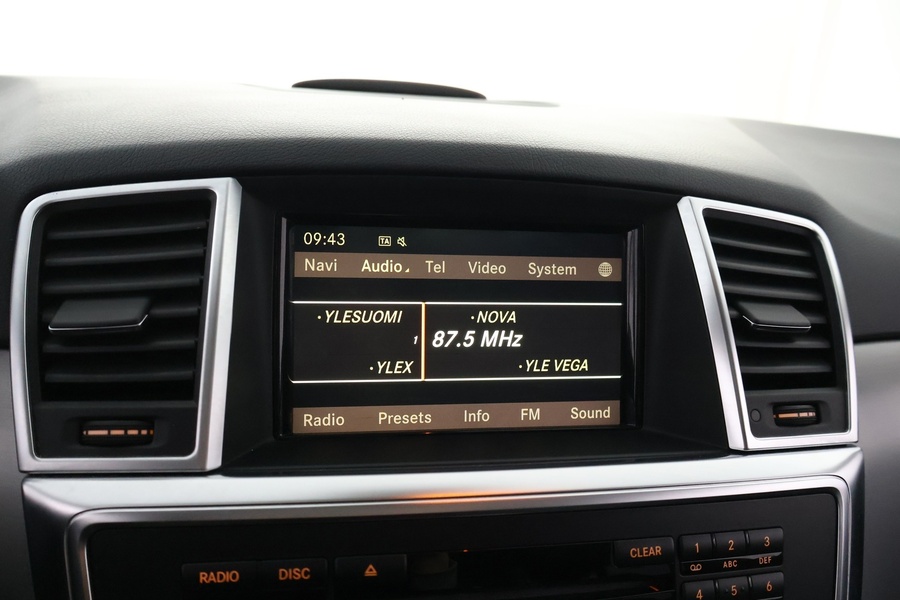 09:43 TA
Navi Audio Tel Video System
·YLESUOMI ·NOVA
1 87.5 MHz
·YLEX ·YLE VEGA
Radio Presets Info FM Sound
RADIO DISC CLEAR 1 2 3
ABC DEF
4 5 6